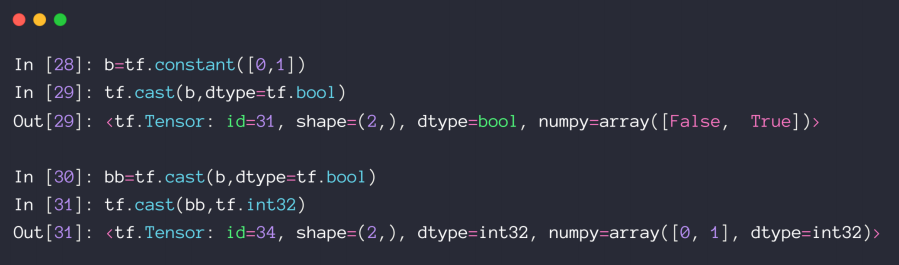 In [28]: b=tf.constant([0,1])
In [29]: tf.cast(b,dtype=tf.bool)
Out[29]: <tf.Tensor: id=31, shape=(2,), dtype=bool, numpy=array([False,  True])>
In [30]: bb=tf.cast(b,dtype=tf.bool)
In [31]: tf.cast(bb,tf.int32)
Out[31]: <tf.Tensor: id=34, shape=(2,), dtype=int32, numpy=array([0, 1], dtype=int32)>